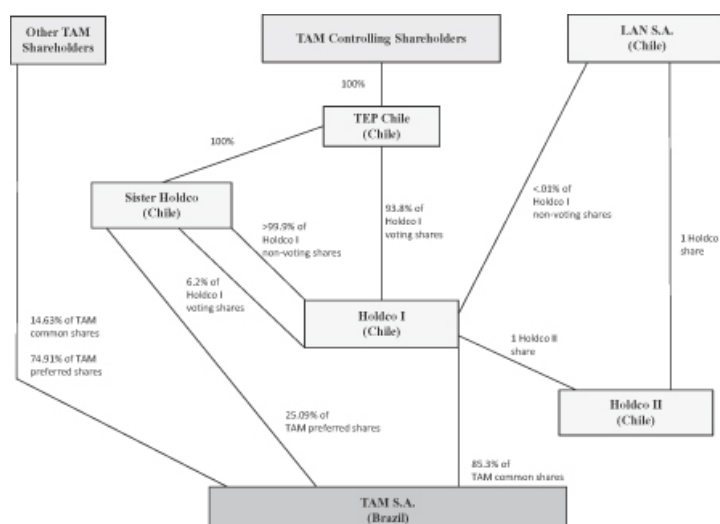 Other TAM
Shareholders
TAM Controlling Shareholders
LAN S.A.
(Chile)
100%
TEP Chile
(Chile)
100%
Sister Holdco
(Chile)
>99.9% of
Holdco I
non-voting shares
93.8% of
Holdco I
voting shares
<.01% of
Holdco I
non-voting shares
1 Holdco
share
6.2% of
Holdco I
voting shares
Holdco I
(Chile)
14.63% of TAM
common shares
74.91% of TAM
preferred shares
1 Holdco II
share
Holdco II
(Chile)
25.09% of
TAM preferred shares
85.3% of
TAM common shares
TAM S.A.
(Brazil)